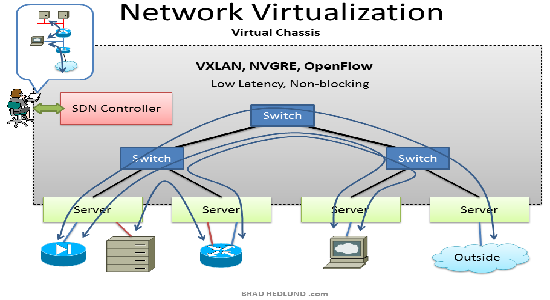 Network Virtualization
Virtual Chassis
VXLAN, NVGRE, OpenFlow
Low Latency, Non-blocking
SDN Controller
Switch
Switch
Switch
Server
Server
Server
Server
Outside
BRAD HEDLUND .com